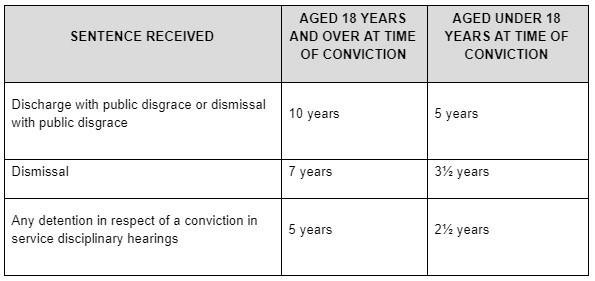 SENTENCE RECEIVED
AGED 18 YEARS
AND OVER AT TIME
OF CONVICTION
AGED UNDER 18
YEARS AT TIME OF
CONVICTION
Discharge with public disgrace or dismissal
with public disgrace
10 years
5 years
Dismissal
7 years
3½ years
Any detention in respect of a conviction in
service disciplinary hearings
5 years
2½ years